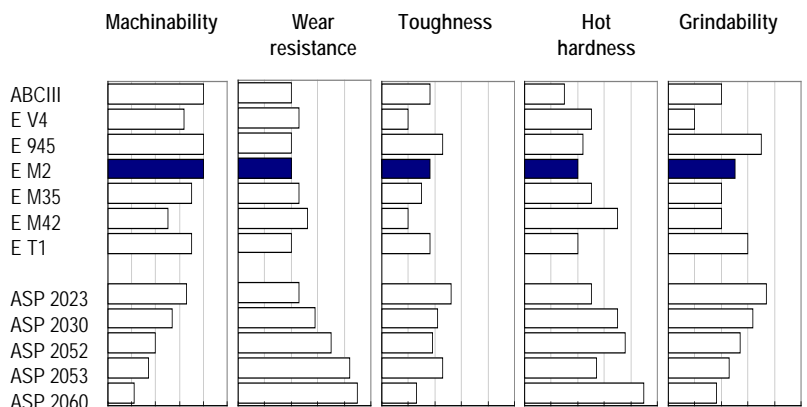 Machinability
Wear
resistance
Toughness
Hot
hardness
Grindability
ABCIII
E V4
E 945
E M2
E M35
E M42
E T1
ASP 2023
ASP 2030
ASP 2052
ASP 2053
ASP 2060